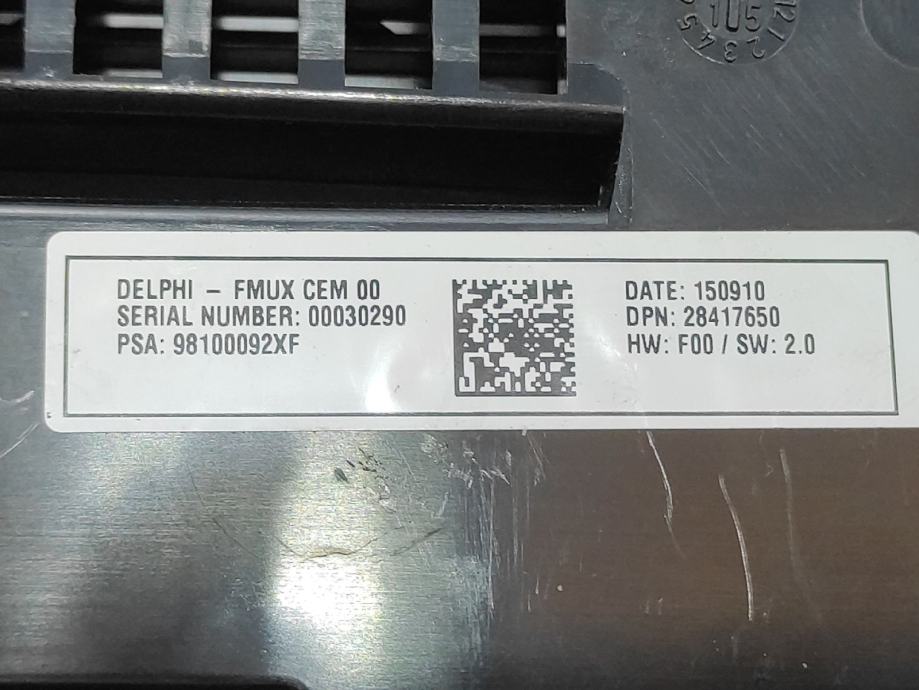 DELPHI – FMUX CEM 00
SERIAL NUMBER: 00030290
PSA: 98100092XF
DATE: 150910
DPN: 28417650
HW: F00 / SW: 2.0